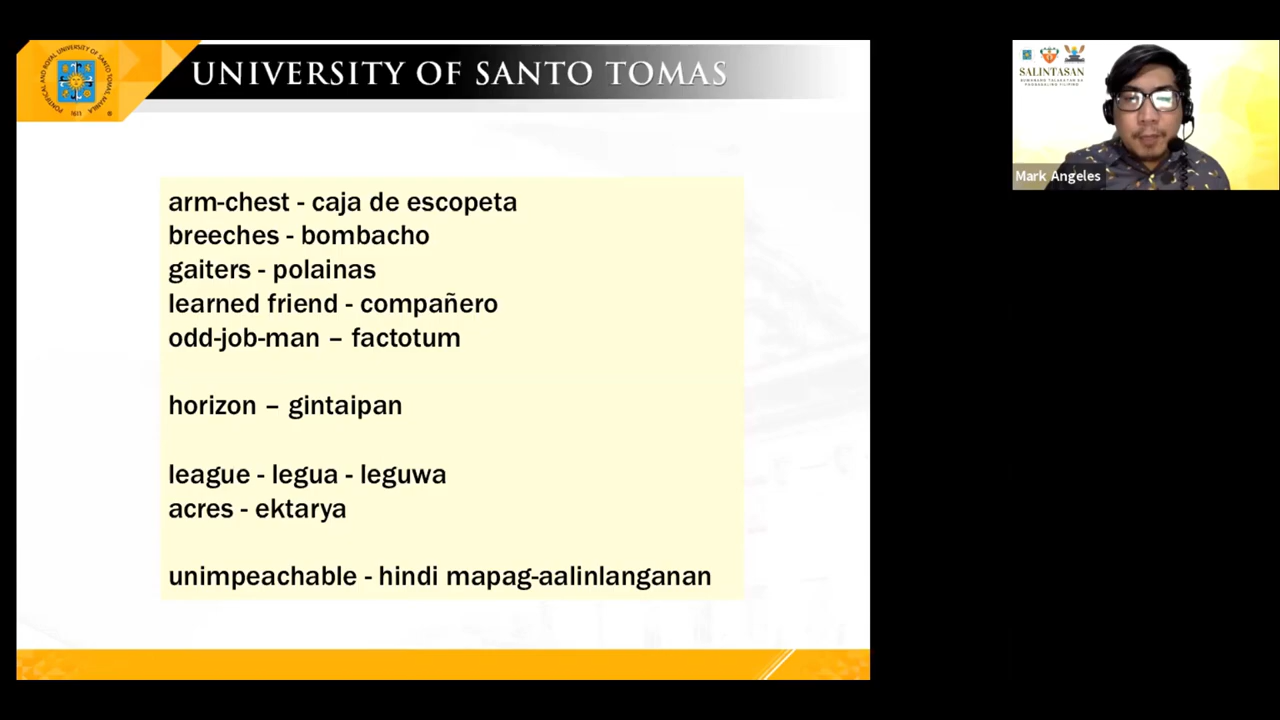 UNIVERSITY OF SANTO TOMAS
arm-chest - caja de escopeta
breeches - bombacho
gaiters - polainas
learned friend - compañero
odd-job-man – factotum
horizon – gintaipan
league - legua - leguwa
acres - ektarya
unimpeachable - hindi mapag-aalinlanganan
SALINTASAN
Mark Angeles